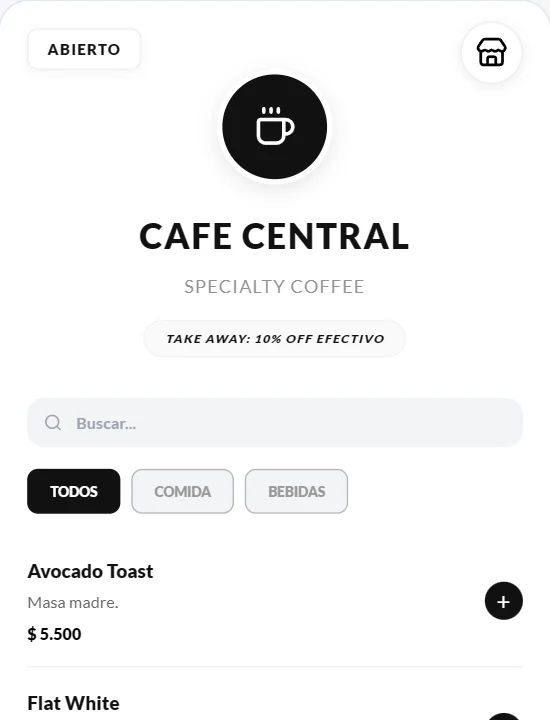 ABIERTO
CAFE CENTRAL
SPECIALTY COFFEE
TAKE AWAY: 10% OFF EFECTIVO
Buscar...
TODOS COMIDA BEBIDAS
Avocado Toast
Masa madre.
$ 5.500
+
Flat White